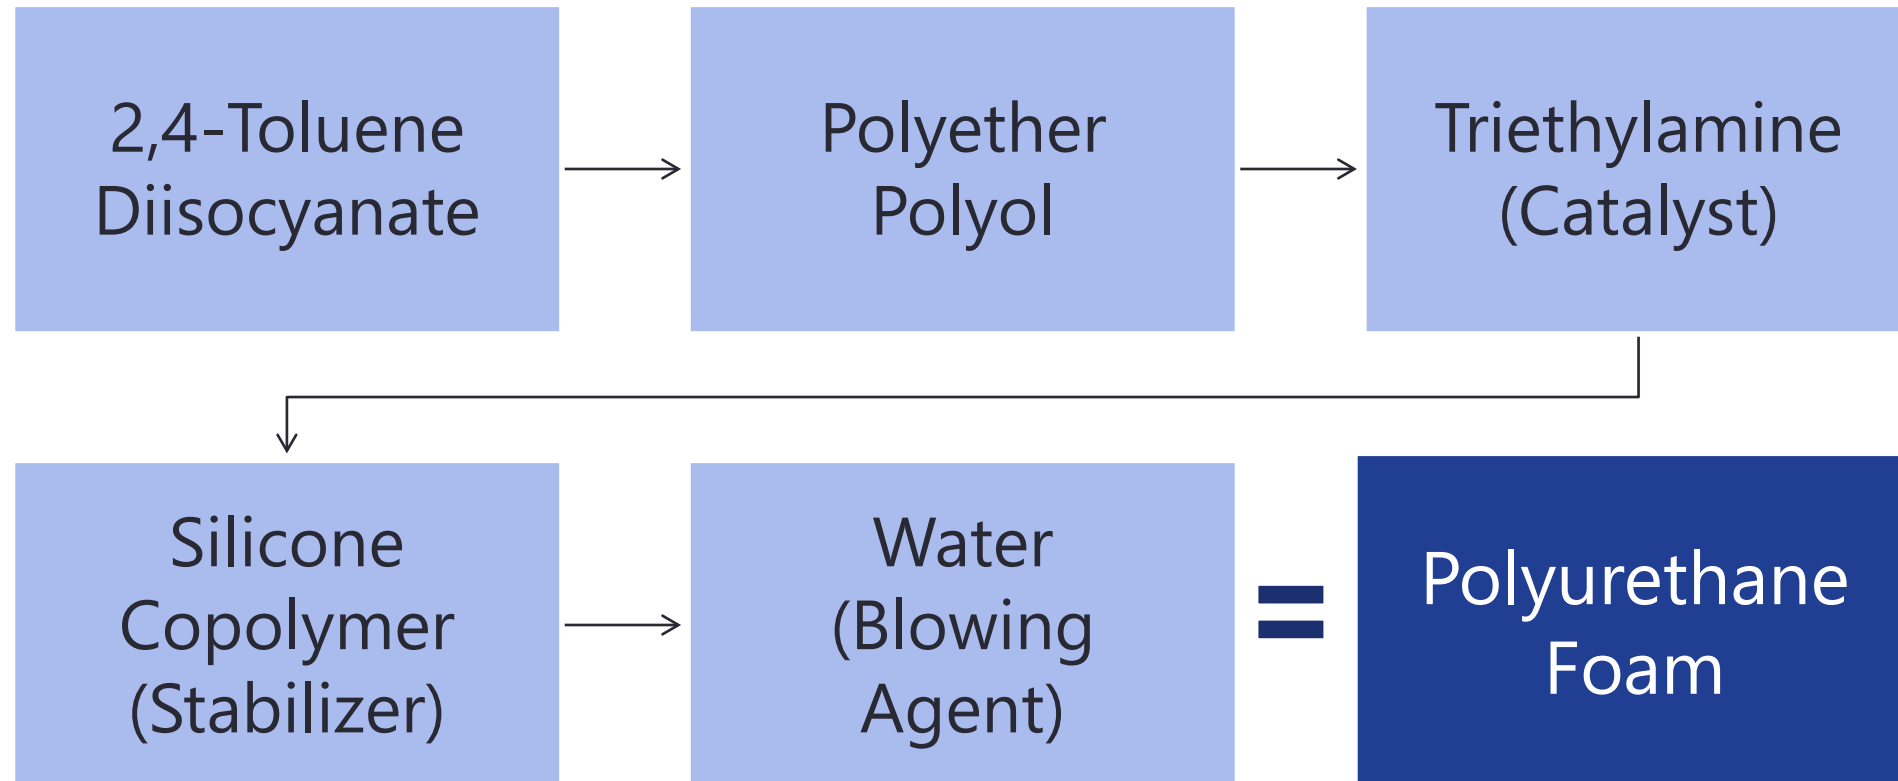 2,4-Toluene
Diisocyanate
Polyether
Polyol
Triethylamine
(Catalyst)
Silicone
Copolymer
(Stabilizer)
Water
(Blowing
Agent)
=
Polyurethane
Foam